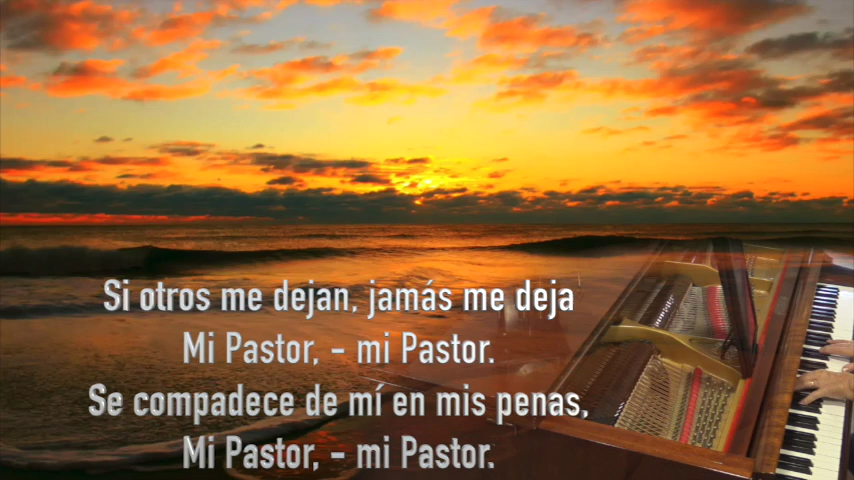 Si otros me dejan, jamás me deja
Mi Pastor, - mi Pastor.
Se compadece de mí en mis penas,
Mi Pastor, - mi Pastor.